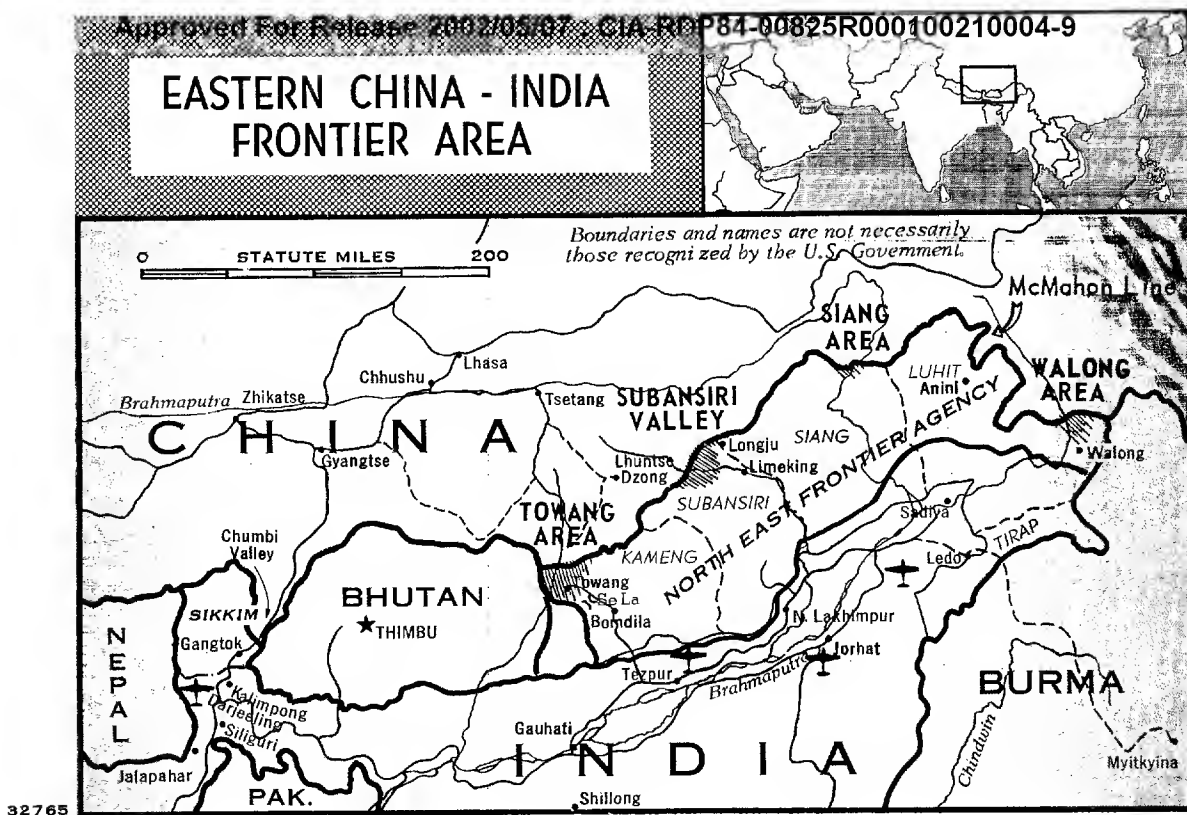 Approved For Release 2002/05/07 : CIA-RDP84-00825R000100210004-9
EASTERN CHINA - INDIA
FRONTIER AREA
0 STATUTE MILES 200
Boundaries and names are not necessarily
those recognized by the U.S. Government.
McMahon Line
SIANG
AREA
LUHIT
Anini
WALONG
AREA
Lhasa
Chhushu
Brahmaputra
Zhikatse
Tsetang
SUBANSIRI
VALLEY
CHINA
Gyangtse
Longju
SIANG
Walong
Lhuntse
Dzong
Limeking
NORTH EAST FRONTIER AGENCY
SUBANSIRI
Sadiya
TOWANG
AREA
Chumbi
Valley
KAMENG
TIRAP
Ledo
Towang
Se La
BHUTAN
Bomdila
SIKKIM
THIMBU
N. Lakhimpur
NEPAL
Gangtok
Jorhat
Tezpur
Brahmaputra
BURMA
Kalimpong
Darjeeling
Siliguri
Gauhati
INDIA
Chindwin
Jalapahar
Myitkyina
PAK.
Shillong
32765